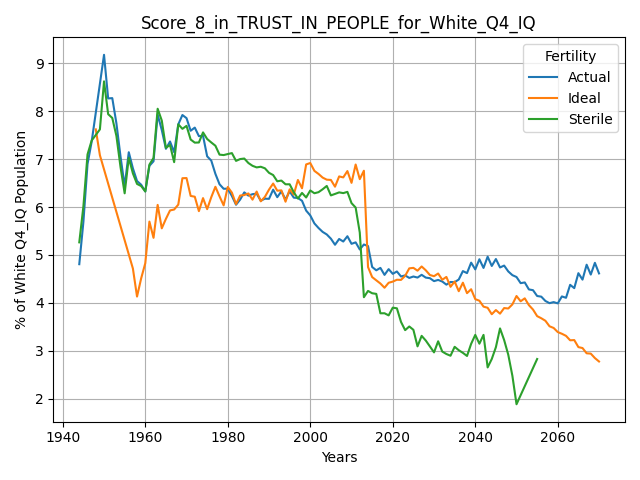 Score_8_in_TRUST_IN_PEOPLE_for_White_Q4_IQ
Fertility
Actual
Ideal
Sterile
% of White Q4_IQ Population
9
8
7
6
5
4
3
2
1940
1960
1980
2000
2020
2040
2060
Years